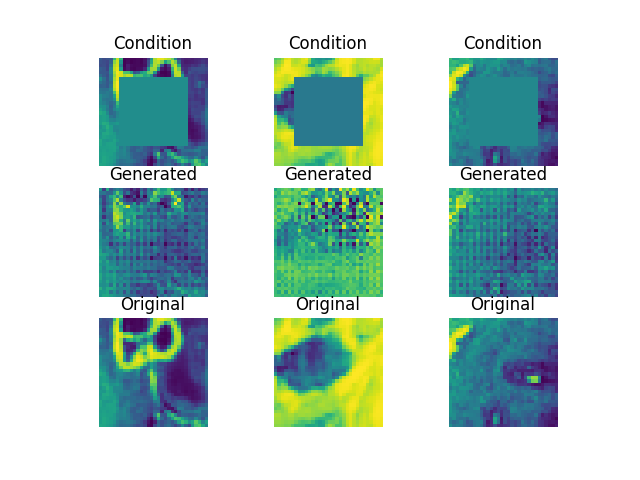 Condition Condition Condition
Generated Generated Generated
Original Original Original